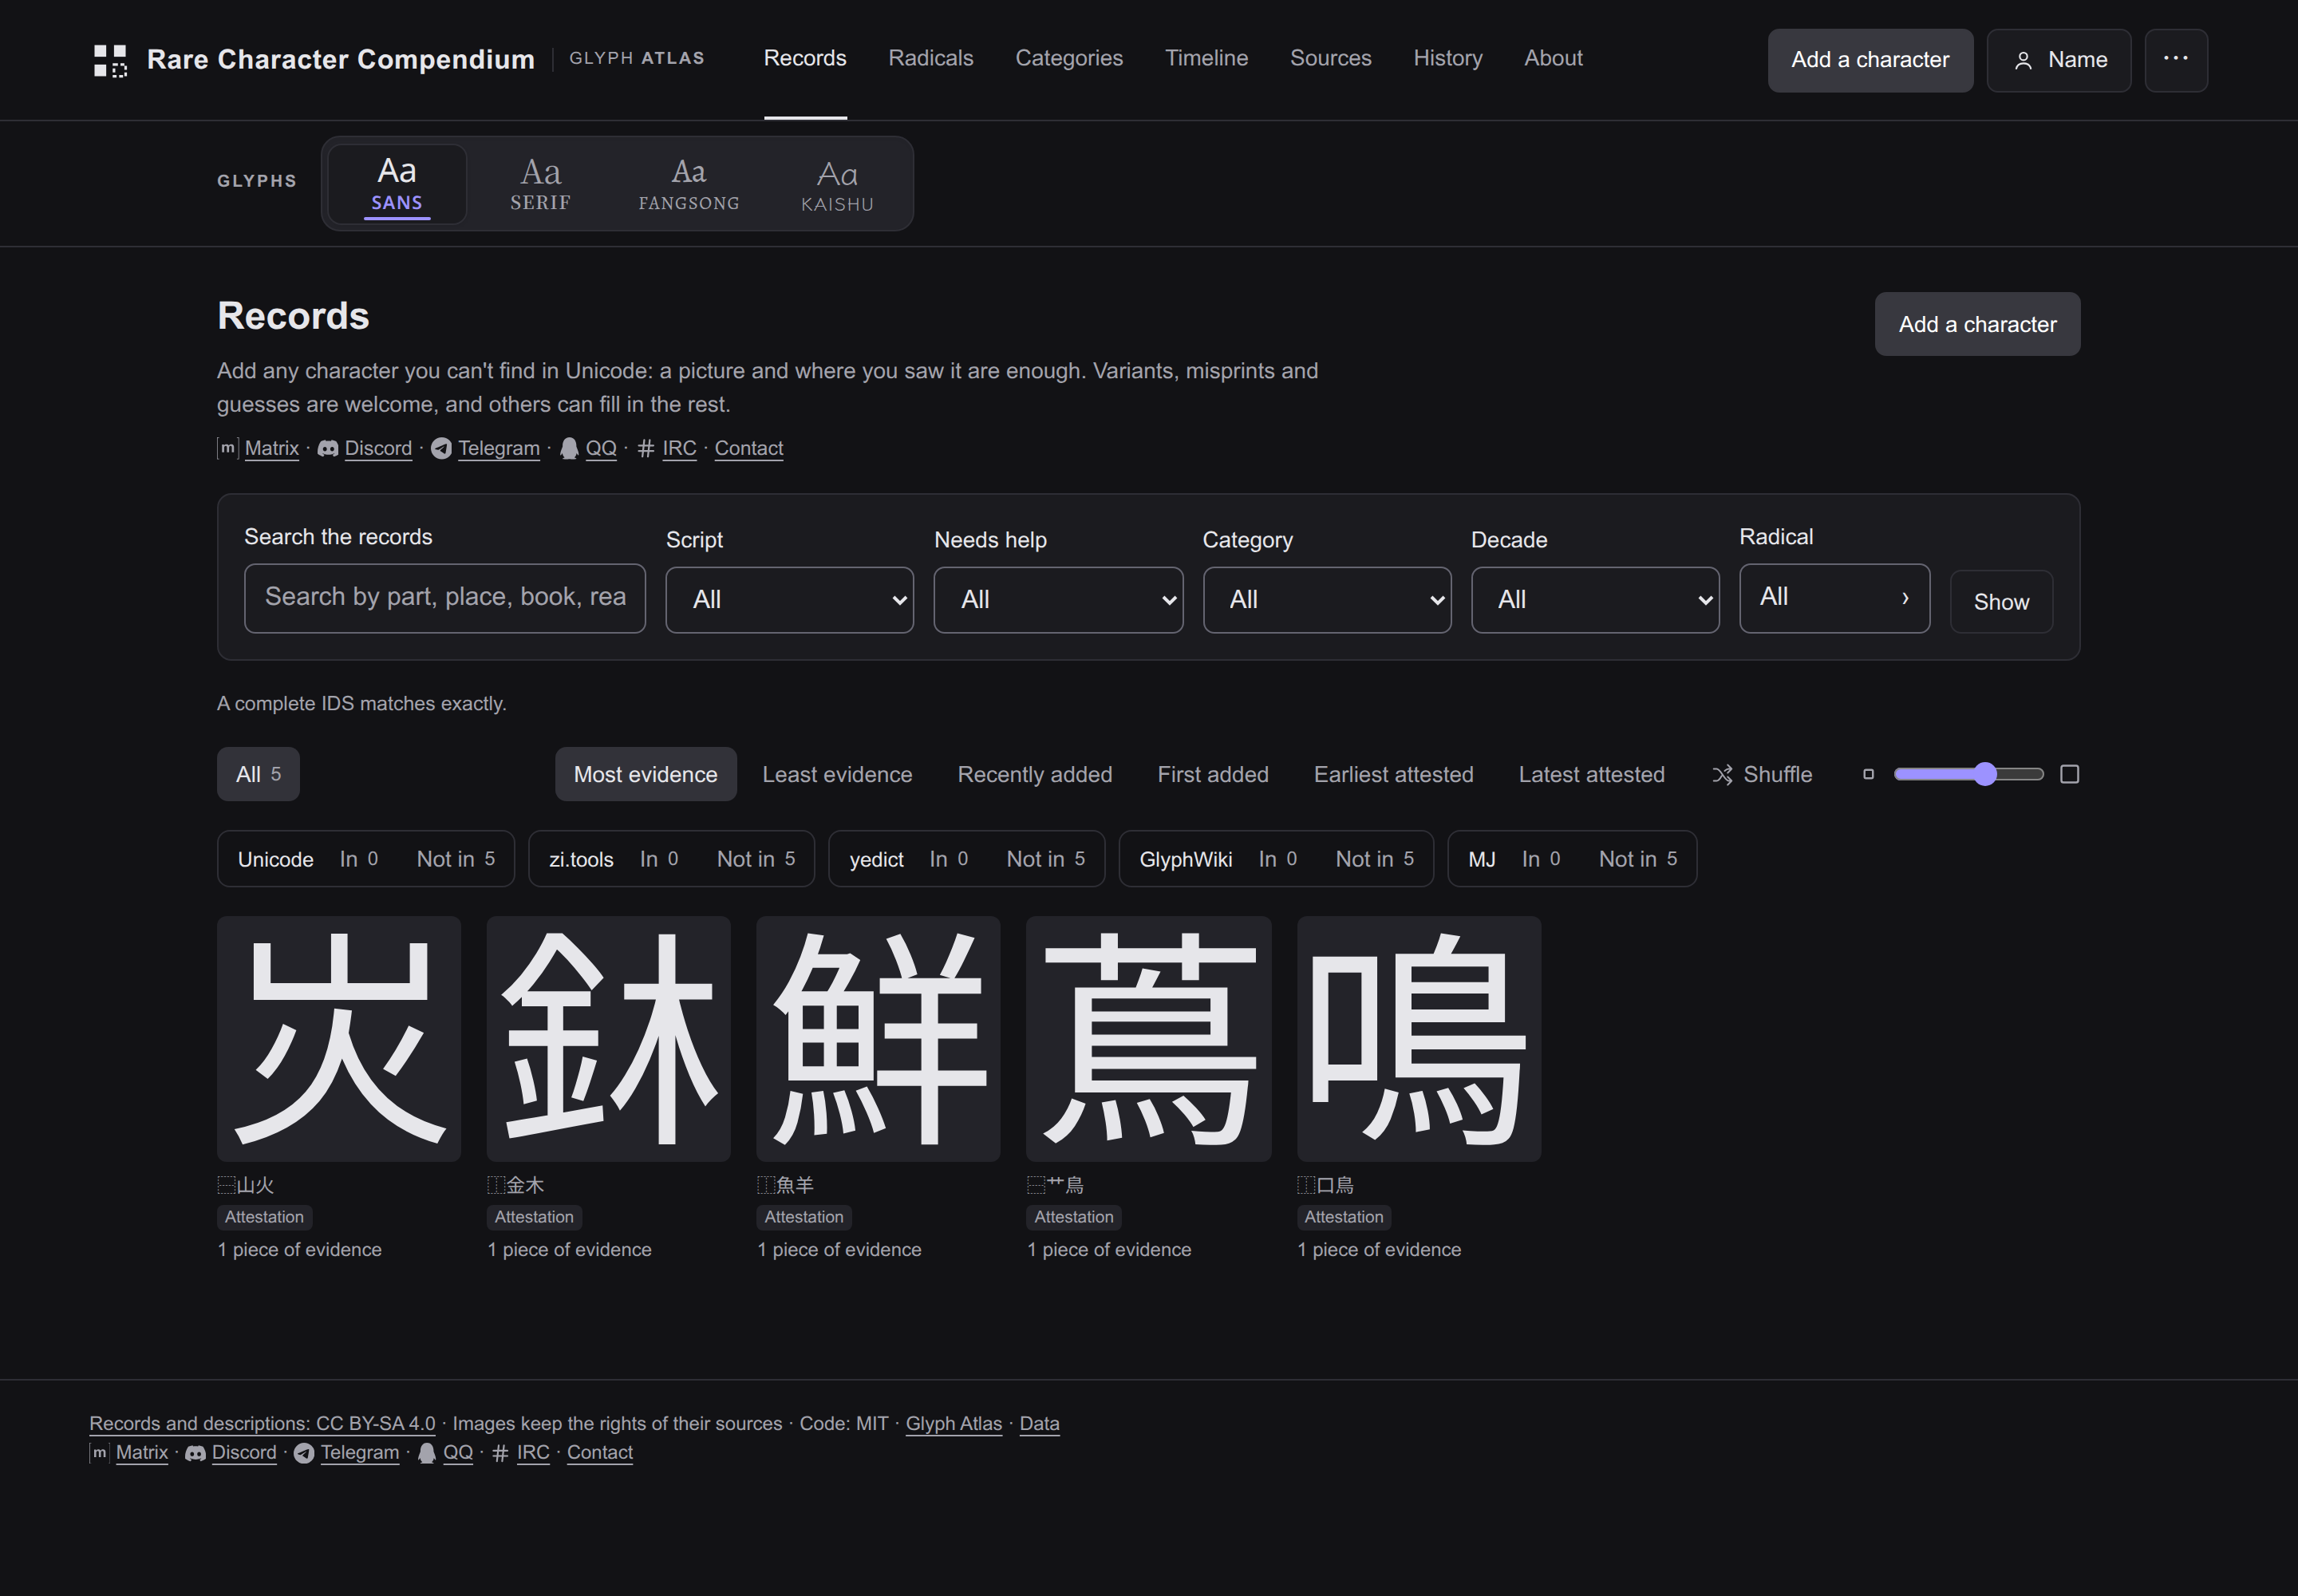 Rare Character Compendium GLYPH ATLAS Records Radicals Categories Timeline Sources History About Add a character Name ···
GLYPHS
Aa SANS
Aa SERIF
Aa FANGSONG
Aa KAISHU
Records
Add a character
Add any character you can't find in Unicode: a picture and where you saw it are enough. Variants, misprints and
guesses are welcome, and others can fill in the rest.
[m] Matrix · Discord · Telegram · QQ · IRC · Contact
Search the records Script Needs help Category Decade Radical
Search by part, place, book, rea All All All All All › Show
A complete IDS matches exactly.
All 5 Most evidence Least evidence Recently added First added Earliest attested Latest attested Shuffle
Unicode In 0 Not in 5 zi.tools In 0 Not in 5 yedict In 0 Not in 5 GlyphWiki In 0 Not in 5 MJ In 0 Not in 5
⿱山火 ⿰金木 ⿰魚羊 ⿱艹鳥 ⿰口鳥
⿱山火 ⿰金木 ⿰魚羊 ⿱艹鳥 ⿰口鳥
Attestation Attestation Attestation Attestation Attestation
1 piece of evidence 1 piece of evidence 1 piece of evidence 1 piece of evidence 1 piece of evidence
Records and descriptions: CC BY-SA 4.0 · Images keep the rights of their sources · Code: MIT · Glyph Atlas · Data
[m] Matrix · Discord · Telegram · QQ · IRC · Contact